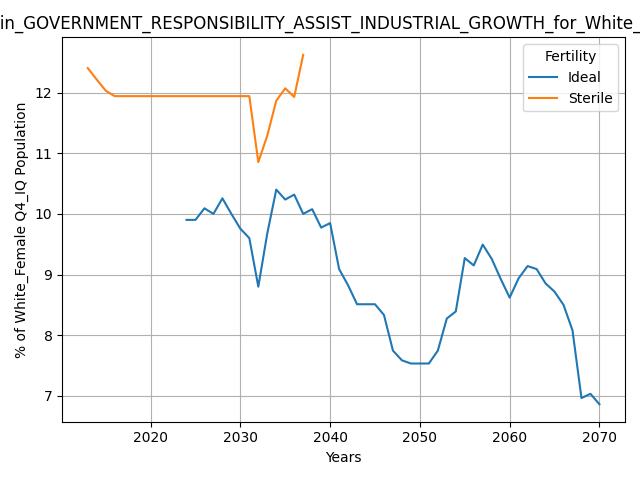 in_GOVERNMENT_RESPONSIBILITY_ASSIST_INDUSTRIAL_GROWTH_for_White_
Fertility
Ideal
Sterile
% of White_Female Q4_IQ Population
12
11
10
9
8
7
2020 2030 2040 2050 2060 2070
Years